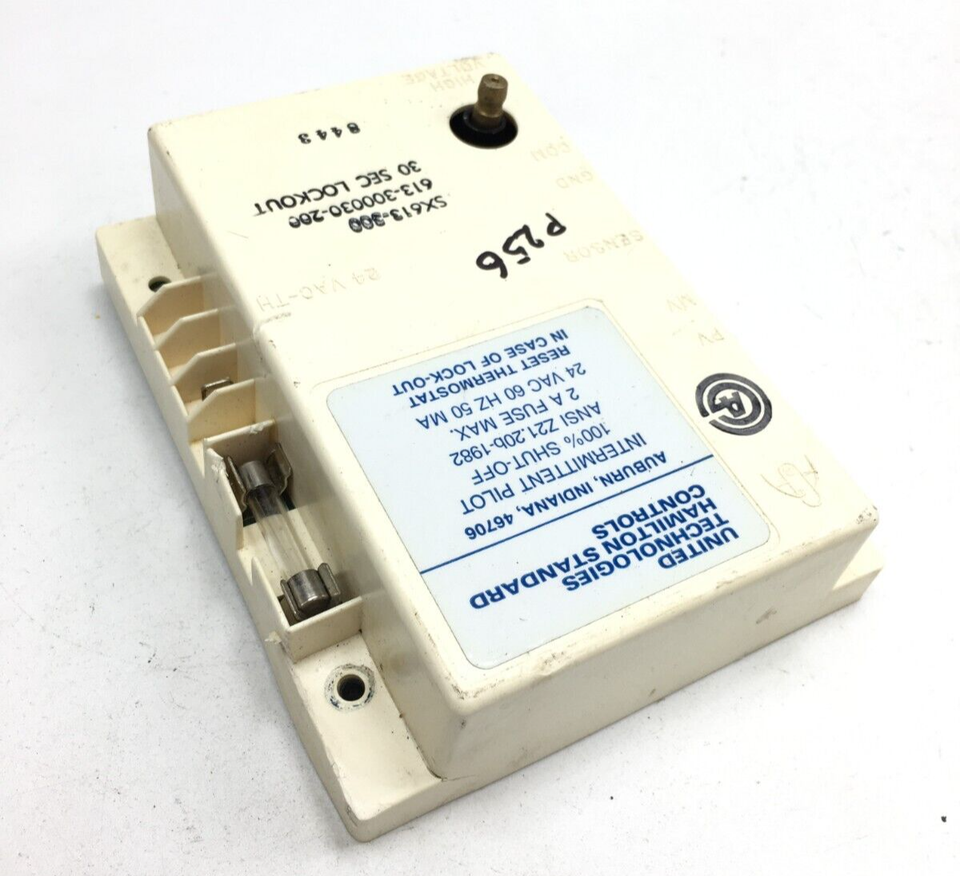 UNITED
TECHNOLOGIES
HAMILTON STANDARD
CONTROLS
AUBURN, INDIANA, 46706
INTERMITTENT PILOT
100% SHUT-OFF
ANSI Z21.20b-1982
2 A FUSE MAX.
24 VAC 60 HZ 50 MA
RESET THERMOSTAT
IN CASE OF LOCK-OUT
PV
MV
SENSOR
GND
24 VAC-TH
P256
SX613-300
613-300030-200
30 SEC LOCKOUT
8443
HIGH
VOLTAGE